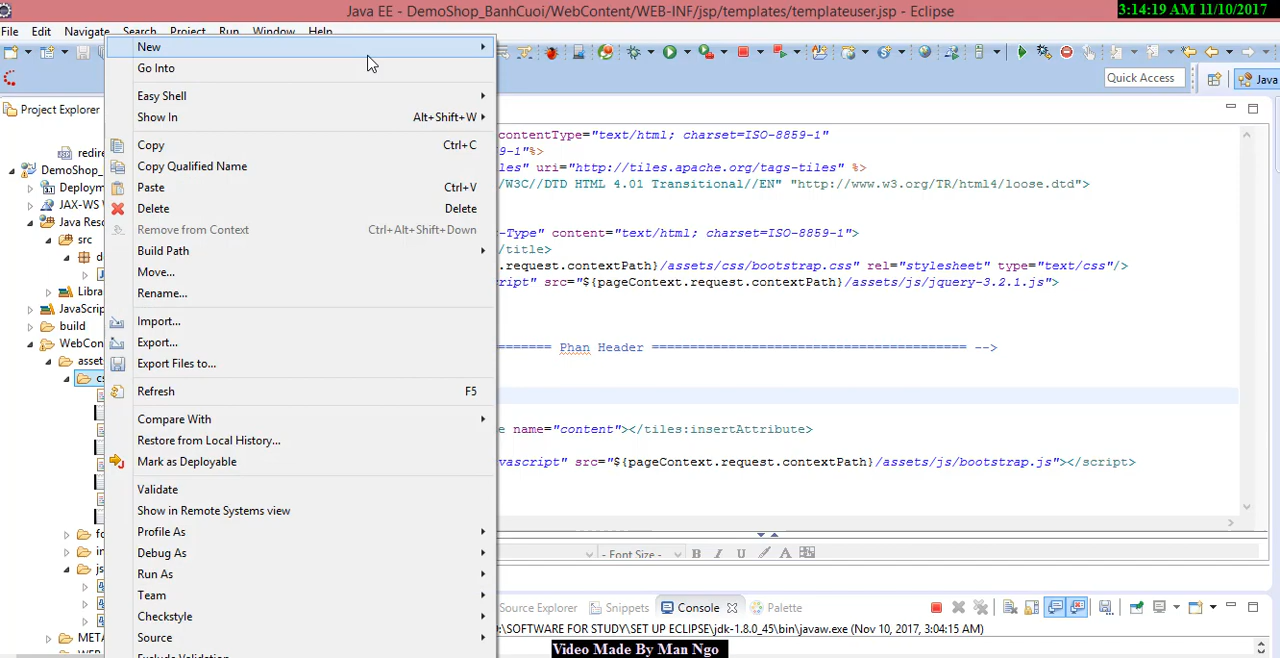 Java EE - DemoShop_BanhCuoi/WebContent/WEB-INF/jsp/templates/templateuser.jsp - Eclipse
3:14:19 AM 11/10/2017
File Edit Navigate Search Project Run Window Help
Quick Access
Java
Project Explorer
New
Go Into
Easy Shell
Show In Alt+Shift+W
Copy Ctrl+C
Copy Qualified Name
Paste Ctrl+V
Delete Delete
Remove from Context Ctrl+Alt+Shift+Down
Build Path
Move...
Rename...
Import...
Export...
Export Files to...
Refresh F5
Compare With
Restore from Local History...
Mark as Deployable
Validate
Show in Remote Systems view
Profile As
Debug As
Run As
Team
Checkstyle
Source
redire
DemoShop_
Deploym
JAX-WS
Java Reso
src
d
Libra
JavaScrip
build
WebCon
asset
cs
fo
in
js
META
contentType="text/html; charset=ISO-8859-1"
9-1"%>
les" uri="http://tiles.apache.org/tags-tiles" %>
/W3C//DTD HTML 4.01 Transitional//EN" "http://www.w3.org/TR/html4/loose.dtd">
-Type" content="text/html; charset=ISO-8859-1">
/title>
.request.contextPath}/assets/css/bootstrap.css" rel="stylesheet" type="text/css"/>
ript" src="${pageContext.request.contextPath}/assets/js/jquery-3.2.1.js">
======= Phan Header ======================================== -->
e name="content"></tiles:insertAttribute>
vascript" src="${pageContext.request.contextPath}/assets/js/bootstrap.js"></script>
- Font Size - B I U A
Source Explorer Snippets Console Palette
:\SOFTWARE FOR STUDY\SET UP ECLIPSE\jdk-1.8.0_45\bin\javaw.exe (Nov 10, 2017, 3:04:15 AM)
Video Made By Man Ngo